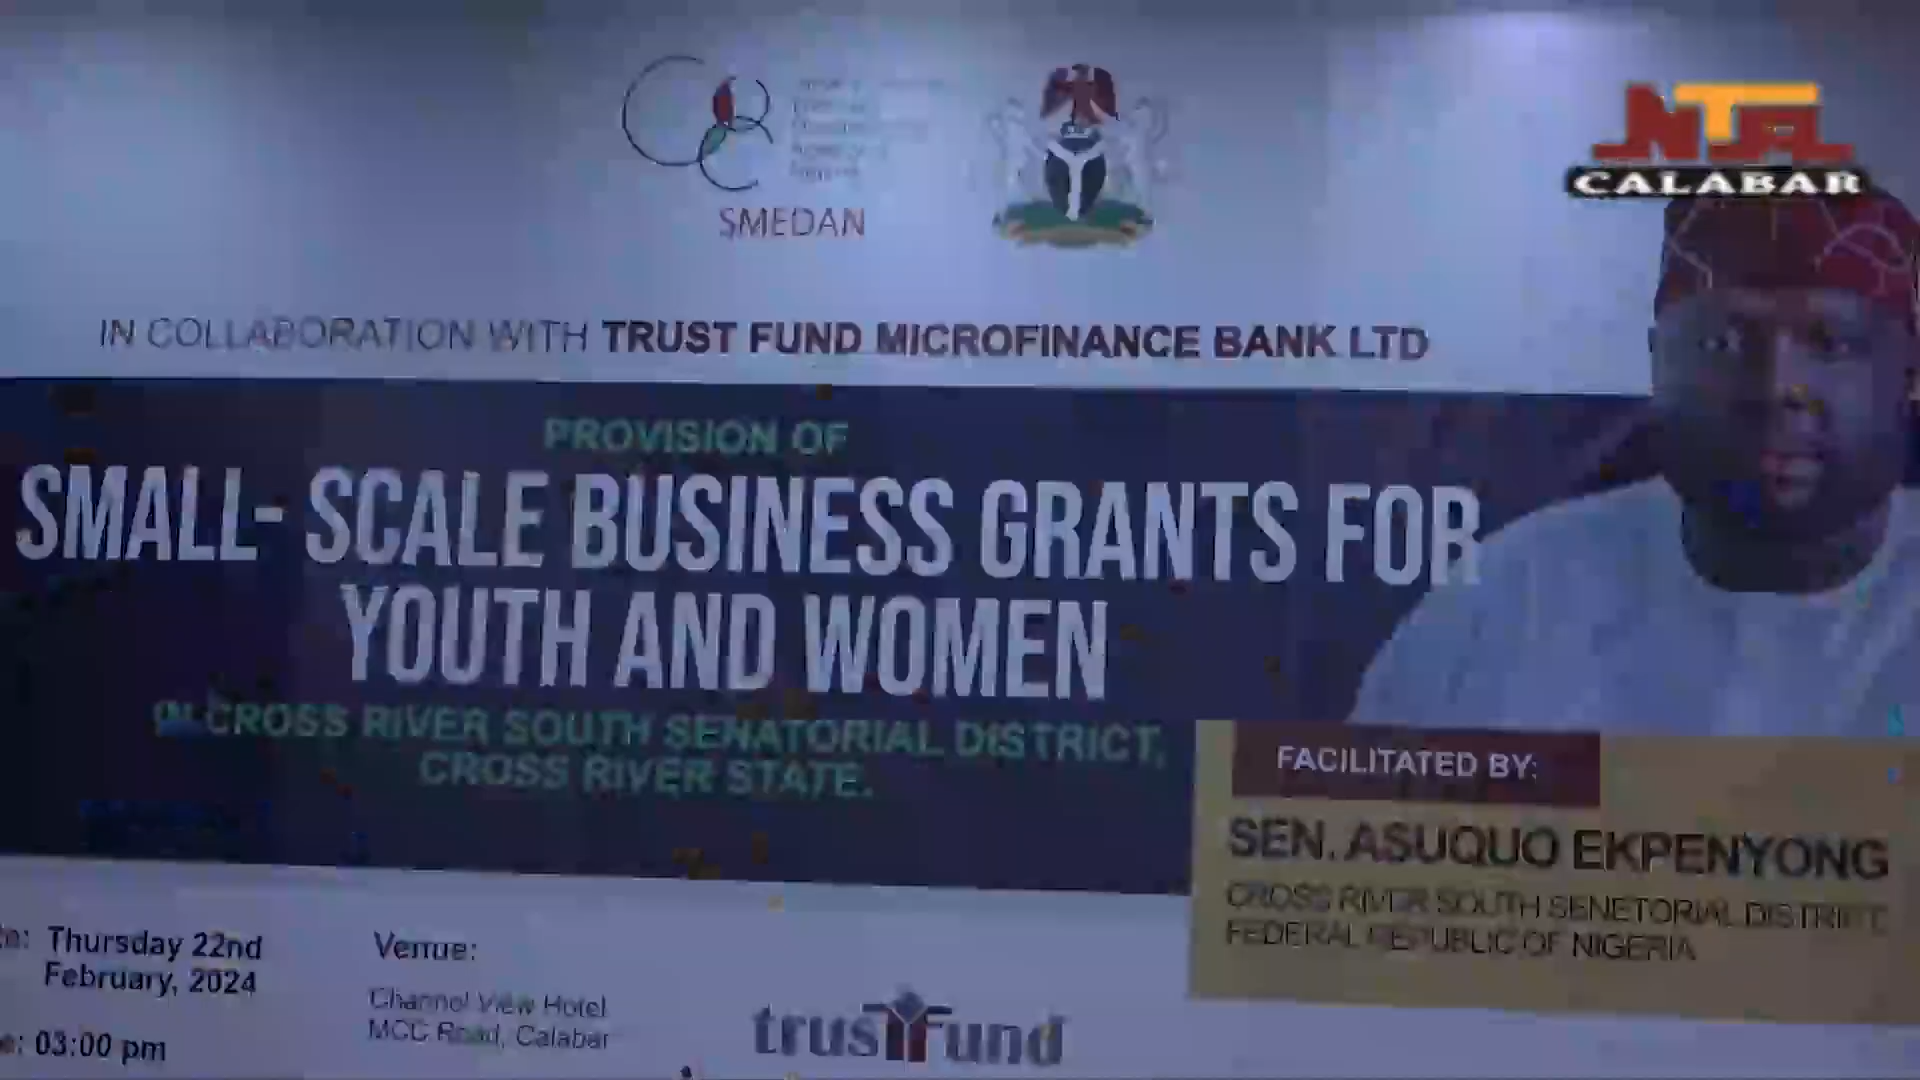 NTA
CALABAR
SMEDAN
IN COLLABORATION WITH TRUST FUND MICROFINANCE BANK LTD
PROVISION OF
SMALL- SCALE BUSINESS GRANTS FOR
YOUTH AND WOMEN
IN CROSS RIVER SOUTH SENATORIAL DISTRICT,
CROSS RIVER STATE.
FACILITATED BY:
SEN. ASUQUO EKPENYONG
CROSS RIVER SOUTH SENETORIAL DISTRICT
FEDERAL REPUBLIC OF NIGERIA
Thursday 22nd
February, 2024
03:00 pm
Venue:
Channel View Hotel
MCC Road, Calabar
trustfund